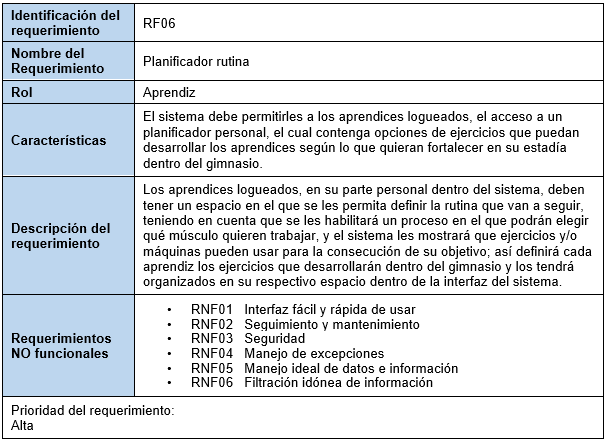 Identificación del
requerimiento
RF06
Nombre del
Requerimiento
Planificador rutina
Rol
Aprendiz
Características
El sistema debe permitirles a los aprendices logueados, el acceso a un
planificador personal, el cual contenga opciones de ejercicios que puedan
desarrollar los aprendices según lo que quieran fortalecer en su estadía
dentro del gimnasio.
Descripción del
requerimiento
Los aprendices logueados, en su parte personal dentro del sistema, deben
tener un espacio en el que se les permita definir la rutina que van a seguir,
teniendo en cuenta que se les habilitará un proceso en el que podrán elegir
qué músculo quieren trabajar, y el sistema les mostrará que ejercicios y/o
máquinas pueden usar para la consecución de su objetivo; así definirá cada
aprendiz los ejercicios que desarrollarán dentro del gimnasio y los tendrá
organizados en su respectivo espacio dentro de la interfaz del sistema.
Requerimientos
NO funcionales
• RNF01 Interfaz fácil y rápida de usar
• RNF02 Seguimiento y mantenimiento
• RNF03 Seguridad
• RNF04 Manejo de excepciones
• RNF05 Manejo ideal de datos e información
• RNF06 Filtración idónea de información
Prioridad del requerimiento:
Alta